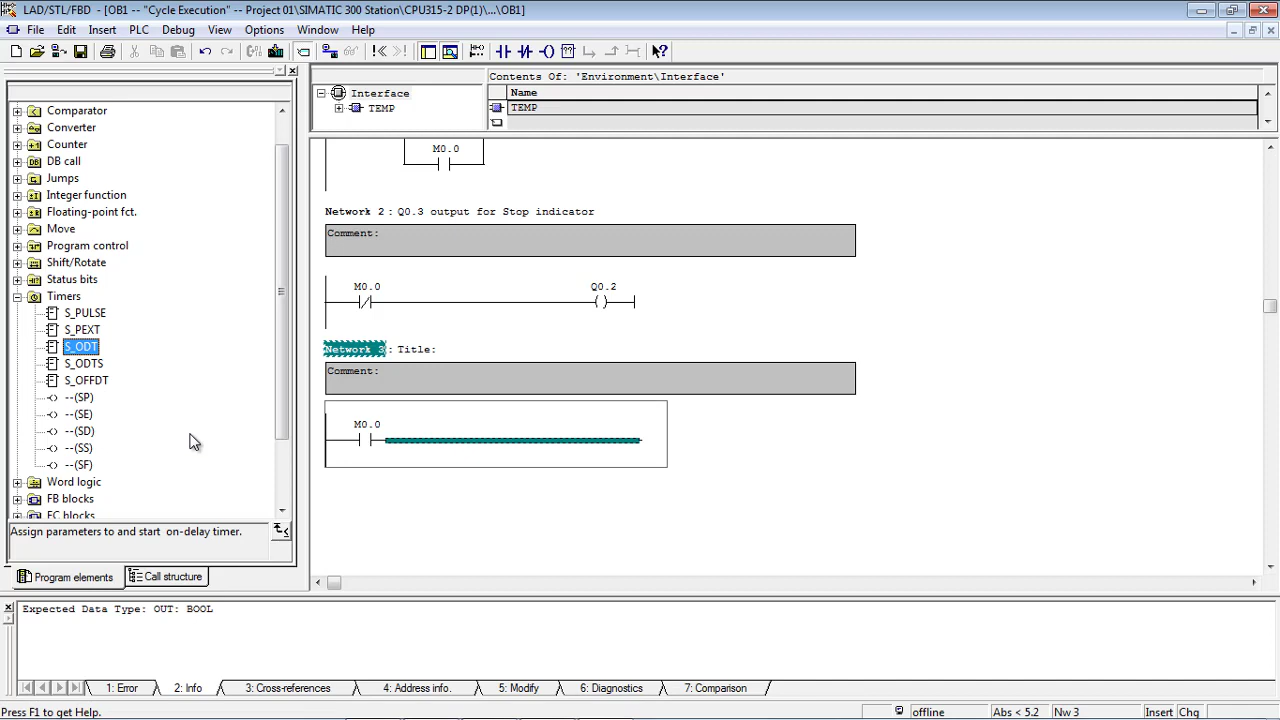 LAD/STL/FBD - [OB1 -- "Cycle Execution" -- Project 01\SIMATIC 300 Station\CPU315-2 DP(1)\...\OB1]
File Edit Insert PLC Debug View Options Window Help
Contents Of: 'Environment\Interface'
Interface
TEMP
Name
TEMP
Comparator
Converter
Counter
DB call
Jumps
Integer function
Floating-point fct.
Move
Program control
Shift/Rotate
Status bits
Timers
S_PULSE
S_PEXT
S_ODT
S_ODTS
S_OFFDT
--(SP)
--(SE)
--(SD)
--(SS)
--(SF)
Word logic
FB blocks
FC blocks
Assign parameters to and start on-delay timer.
Program elements
Call structure
M0.0
Network 2 : Q0.3 output for Stop indicator
Comment:
M0.0
Q0.2
Network 3 : Title:
Comment:
M0.0
Expected Data Type: OUT: BOOL
1: Error 2: Info 3: Cross-references 4: Address info. 5: Modify 6: Diagnostics 7: Comparison
Press F1 to get Help.
offline Abs < 5.2 Nw 3 Insert Chg